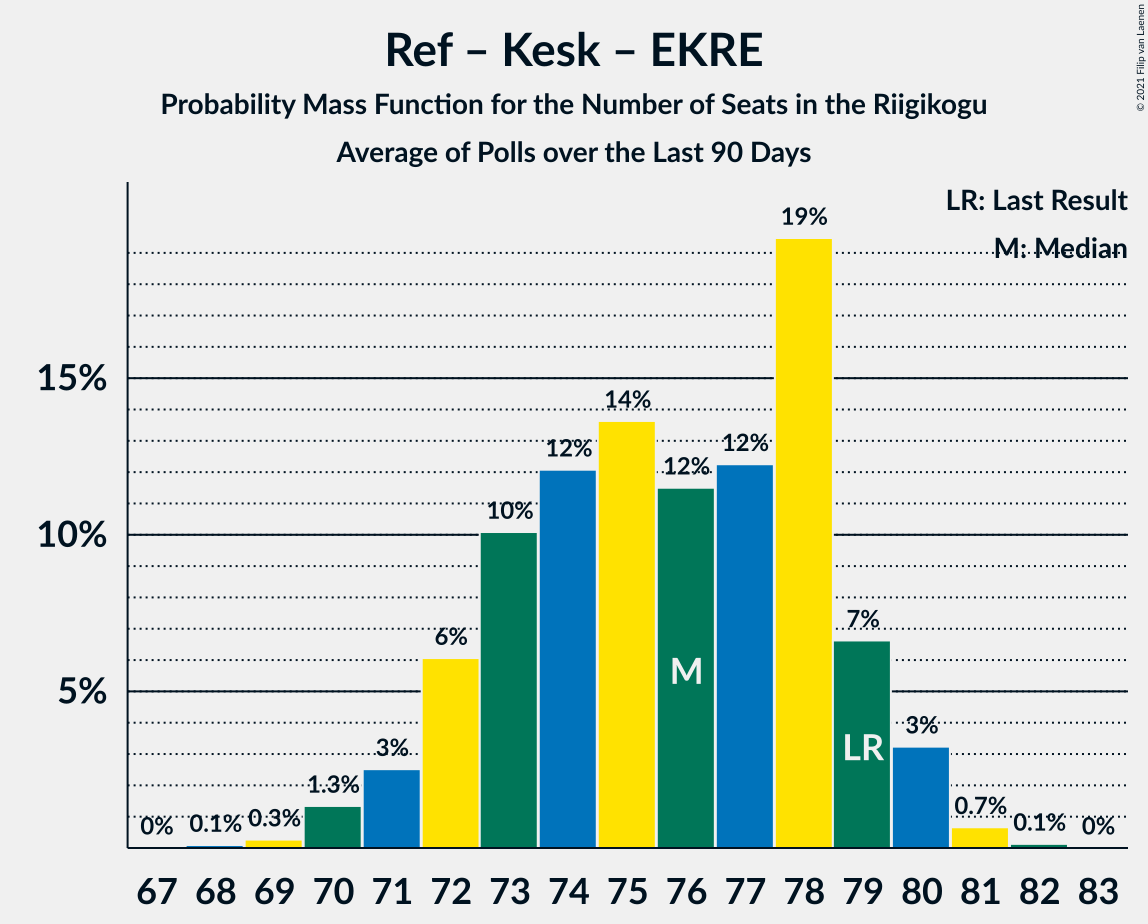 Ref – Kesk – EKRE
Probability Mass Function for the Number of Seats in the Riigikogu
Average of Polls over the Last 90 Days
© 2021 Filip van Laenen
LR: Last Result
M: Median
19%
15%
14%
12%
12%
12%
10%
10%
7%
6%
M
5%
3%
LR
3%
1.3%
0.7%
0%
0.1%
0.3%
0.1%
0%
67 68 69 70 71 72 73 74 75 76 77 78 79 80 81 82 83